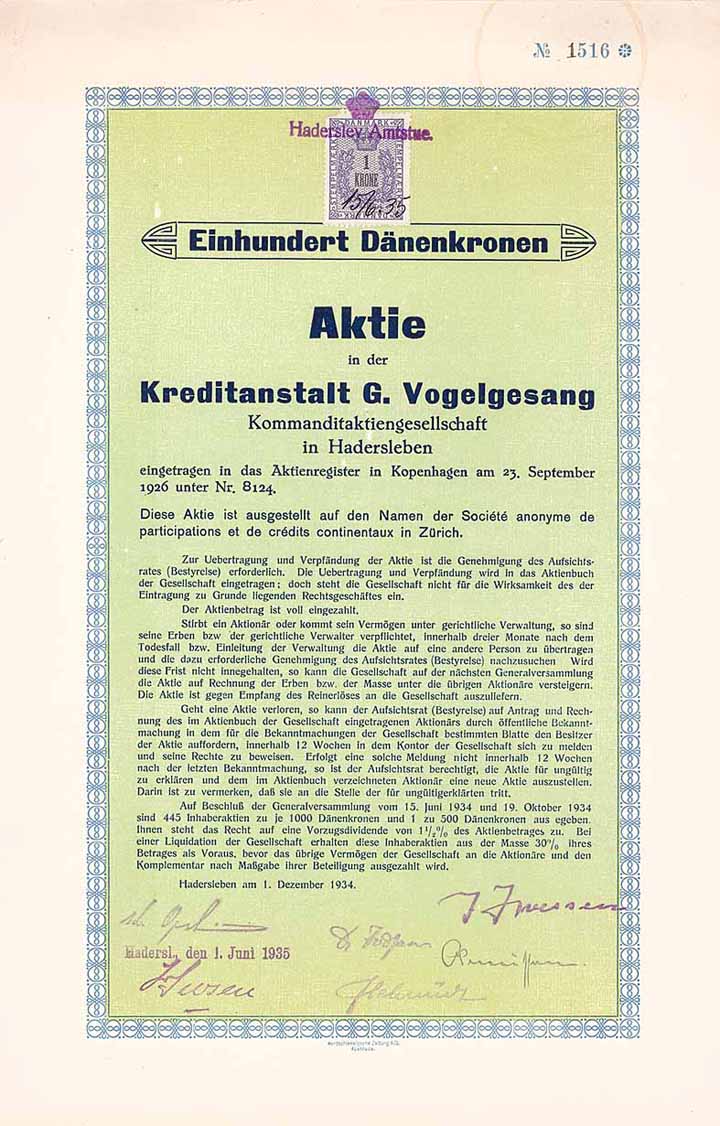 № 1516
Haderslev Amtstue.
DANMARK
STEMPELMÆRKE
STEMPELMÆRKE
1
KRONE
15/6 35
Einhundert Dänenkronen
Aktie
in der
Kreditanstalt G. Vogelgesang
Kommanditaktiengesellschaft
in Hadersleben
eingetragen in das Aktienregister in Kopenhagen am 23. September
1926 unter Nr. 8124.
Diese Aktie ist ausgestellt auf den Namen der Société anonyme de
participations et de crédits continentaux in Zürich.
Zur Uebertragung und Verpfändung der Aktie ist die Genehmigung des Aufsichts-
rates (Bestyrelse) erforderlich. Die Uebertragung und Verpfändung wird in das Aktienbuch
der Gesellschaft eingetragen; doch steht die Gesellschaft nicht für die Wirksamkeit des der
Eintragung zu Grunde liegenden Rechtsgeschäftes ein.
Der Aktienbetrag ist voll eingezahlt.
Stirbt ein Aktionär oder kommt sein Vermögen unter gerichtliche Verwaltung, so sind
seine Erben bzw der gerichtliche Verwalter verpflichtet, innerhalb dreier Monate nach dem
Todesfall bzw. Einleitung der Verwaltung die Aktie auf eine andere Person zu übertragen
und die dazu erforderliche Genehmigung des Aufsichtsrates (Bestyrelse) nachzusuchen Wird
diese Frist nicht innegehalten, so kann die Gesellschaft auf der nächsten Generalversammlung
die Aktie auf Rechnung der Erben bzw. der Masse unter die übrigen Aktionäre versteigern.
Die Aktie ist gegen Empfang des Reinerlöses an die Gesellschaft auszuliefern.
Geht eine Aktie verloren, so kann der Aufsichtsrat (Bestyrelse) auf Antrag und Rech-
nung des im Aktienbuch der Gesellschaft eingetragenen Aktionärs durch öffentliche Bekannt-
machung in dem für die Bekanntmachungen der Gesellschaft bestimmten Blatte den Besitzer
der Aktie auffordern, innerhalb 12 Wochen in dem Kontor der Gesellschaft sich zu melden
und seine Rechte zu beweisen. Erfolgt eine solche Meldung nicht innerhalb 12 Wochen
nach der letzten Bekanntmachung, so ist der Aufsichtsrat berechtigt, die Aktie für ungültig
zu erklären und dem im Aktienbuch verzeichneten Aktionär eine neue Aktie auszustellen.
Darin ist zu vermerken, daß sie an die Stelle der für ungültigerklärten tritt.
Auf Beschluß der Generalversammlung vom 15. Juni 1934 und 19. Oktober 1934
sind 445 Inhaberaktien zu je 1000 Dänenkronen und 1 zu 500 Dänenkronen aus egeben.
Ihnen steht das Recht auf eine Vorzugsdividende von 1½% des Aktienbetrages zu. Bei
einer Liquidation der Gesellschaft erhalten diese Inhaberaktien aus der Masse 30% ihres
Betrages als Voraus, bevor das übrige Vermögen der Gesellschaft an die Aktionäre und den
Komplementar nach Maßgabe ihrer Beteiligung ausgezahlt wird.
Hadersleben am 1. Dezember 1934.
Hadersl., den 1. Juni 1935